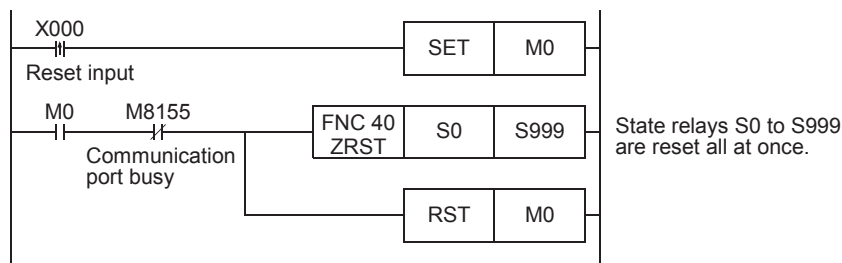 X000
SET M0
Reset input
M0 M8155
FNC 40
ZRST
S0 S999
State relays S0 to S999
are reset all at once.
Communication
port busy
RST M0